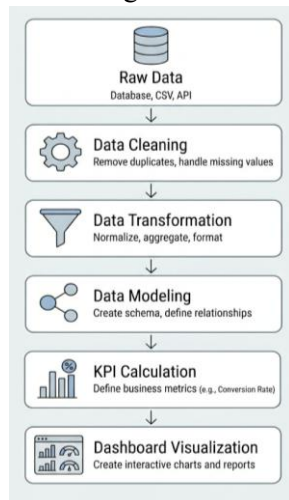 Raw Data
Database, CSV, API
Data Cleaning
Remove duplicates, handle missing values
Data Transformation
Normalize, aggregate, format
Data Modeling
Create schema, define relationships
%
KPI Calculation
Define business metrics (e.g., Conversion Rate)
Dashboard Visualization
Create interactive charts and reports